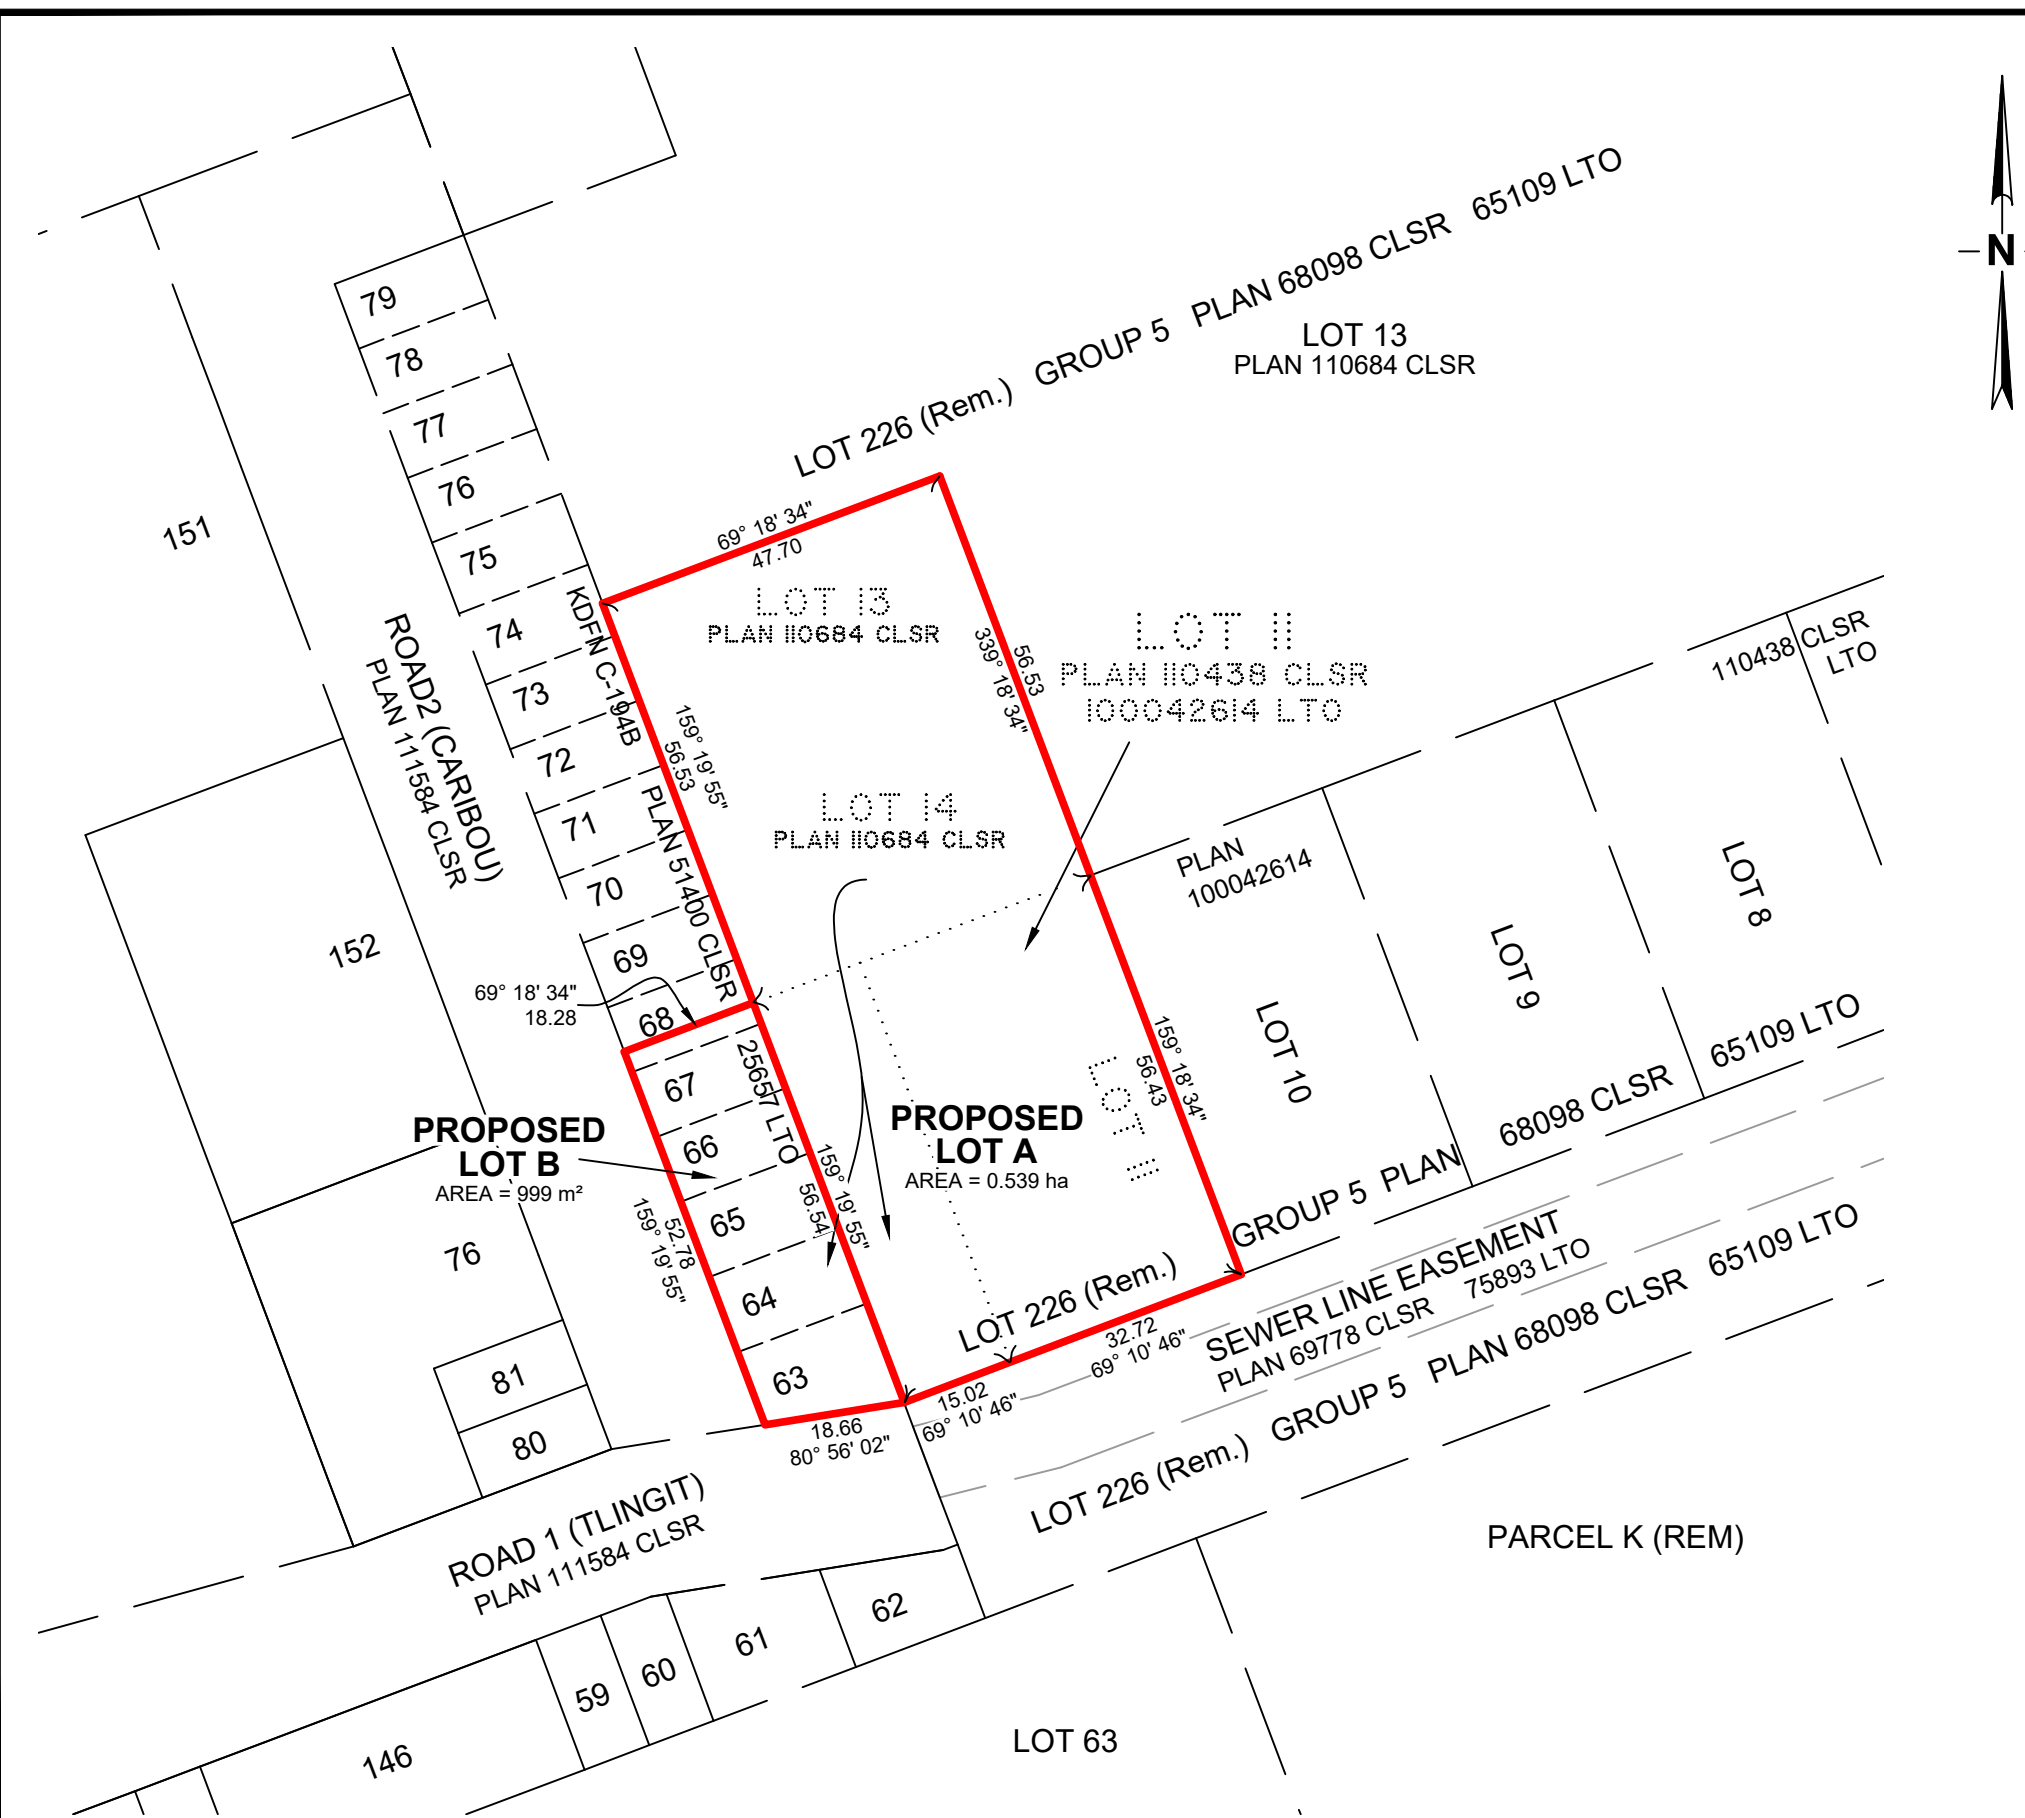 LOT 226 (Rem.) GROUP 5 PLAN 68098 CLSR 65109 LTO
N
LOT 13
PLAN 110684 CLSR
79
78
77
76
75
74
73
72
71
70
69
68
67
66
65
64
63
151
152
76
81
80
ROAD2 (CARIBOU)
PLAN 111584 CLSR
KDFN C-194B PLAN 51400 CLSR 25657 LTO
69° 18' 34"
47.70
LOT 13
PLAN 110684 CLSR
56.53
339° 18' 34"
LOT 11
PLAN 110438 CLSR
100042614 LTO
159° 19' 55"
56.53
LOT 14
PLAN 110684 CLSR
110438 CLSR
LTO
PLAN
100042614
LOT 8
LOT 9
LOT 10
69° 18' 34"
18.28
159° 18' 34"
56.43
LOT 11
PROPOSED
LOT B
AREA = 999 m²
PROPOSED
LOT A
AREA = 0.539 ha
159° 19' 55"
56.54
52.78
159° 19' 55"
LOT 226 (Rem.) GROUP 5 PLAN 68098 CLSR 65109 LTO
32.72
69° 10' 46"
15.02
69° 10' 46"
18.66
80° 56' 02"
SEWER LINE EASEMENT
PLAN 69778 CLSR 75893 LTO
LOT 226 (Rem.) GROUP 5 PLAN 68098 CLSR 65109 LTO
ROAD 1 (TLINGIT)
PLAN 111584 CLSR
PARCEL K (REM)
62
61
60
59
146
LOT 63